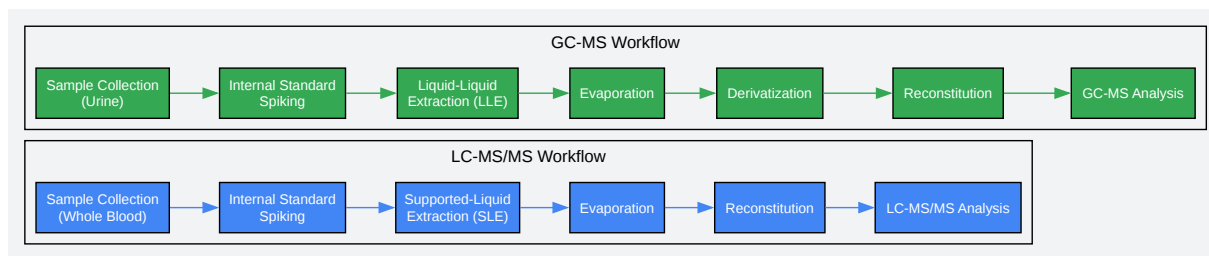 GC-MS Workflow
Sample Collection
(Urine)
Internal Standard
Spiking
Liquid-Liquid
Extraction (LLE)
Evaporation
Derivatization
Reconstitution
GC-MS Analysis
LC-MS/MS Workflow
Sample Collection
(Whole Blood)
Internal Standard
Spiking
Supported-Liquid
Extraction (SLE)
Evaporation
Reconstitution
LC-MS/MS Analysis